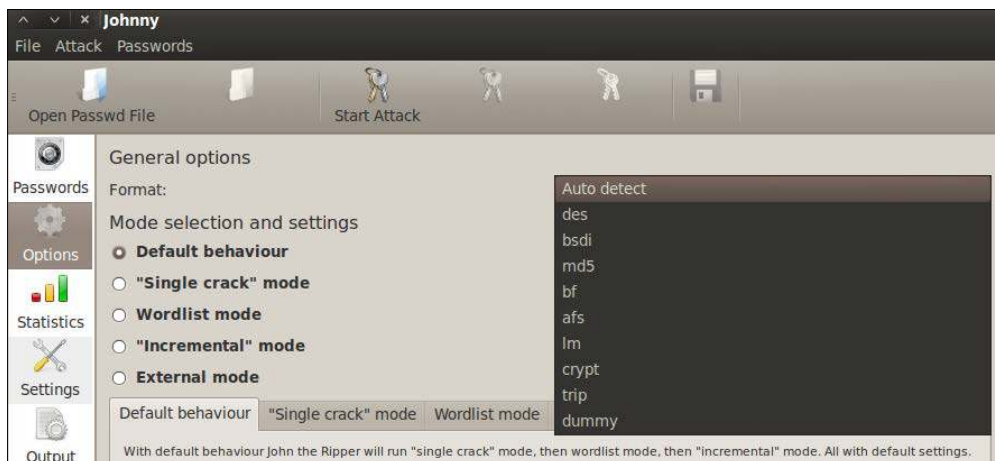 Johnny
File Attack Passwords
Open Passwd File Start Attack
Passwords
Options
Statistics
Settings
Output
General options
Format:
Auto detect
des
bsdi
md5
bf
afs
lm
crypt
trip
dummy
Mode selection and settings
Default behaviour
"Single crack" mode
Wordlist mode
"Incremental" mode
External mode
Default behaviour "Single crack" mode Wordlist mode
With default behaviour John the Ripper will run "single crack" mode, then wordlist mode, then "incremental" mode. All with default settings.